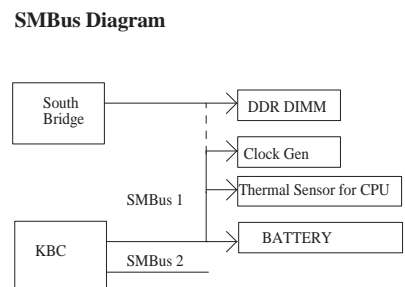 SMBus Diagram
South
Bridge
DDR DIMM
Clock Gen
Thermal Sensor for CPU
SMBus 1
BATTERY
KBC
SMBus 2